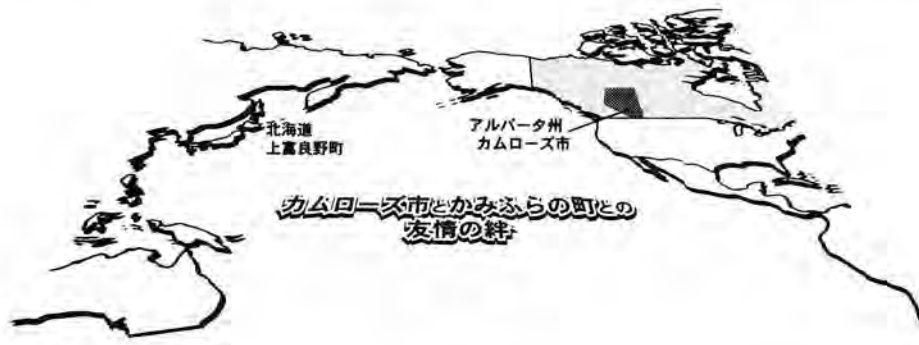 北海道
上富良野町
アルバータ州
カムローズ市
カムローズ市とかみふらの町との
友情の絆